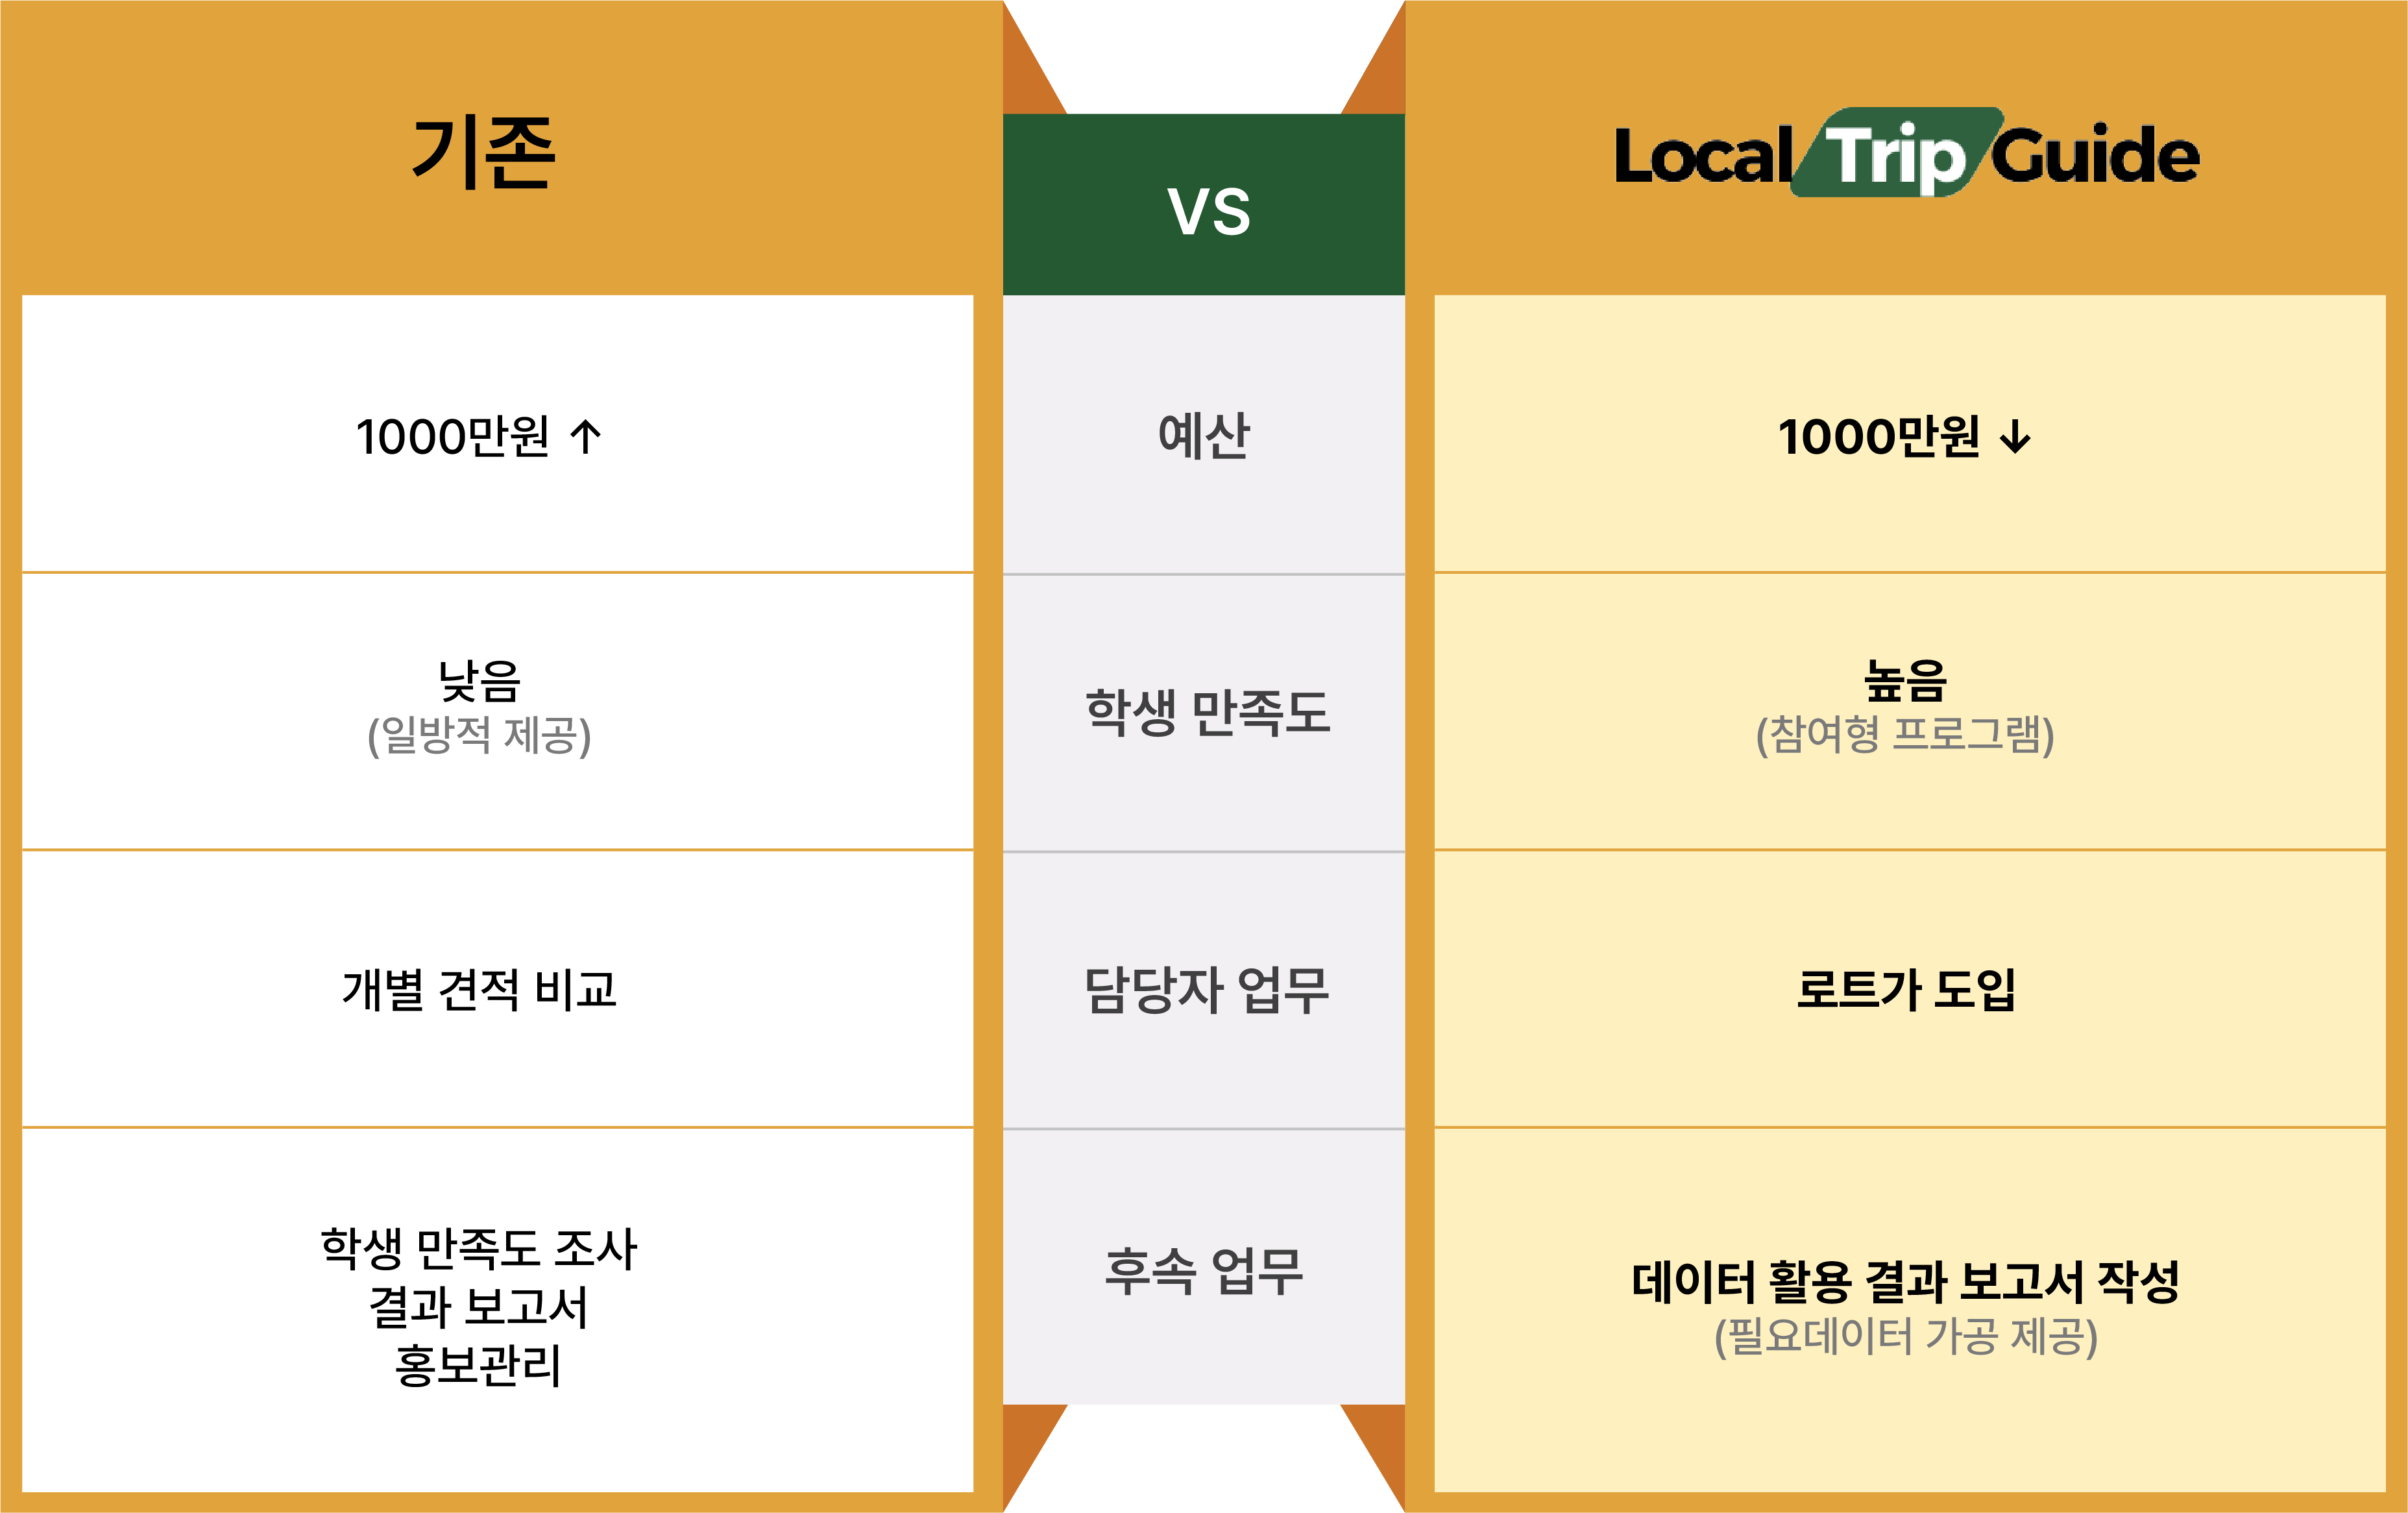 기존
VS
Local Trip Guide
1000만원 ↑
예산
1000만원 ↓
낮음
(일방적 제공)
학생 만족도
높음
(참여형 프로그램)
개별 견적 비교
담당자 업무
로트가 도입
학생 만족도 조사
결과 보고서
홍보관리
후속 업무
데이터 활용 결과 보고서 작성
(필요데이터 가공 제공)